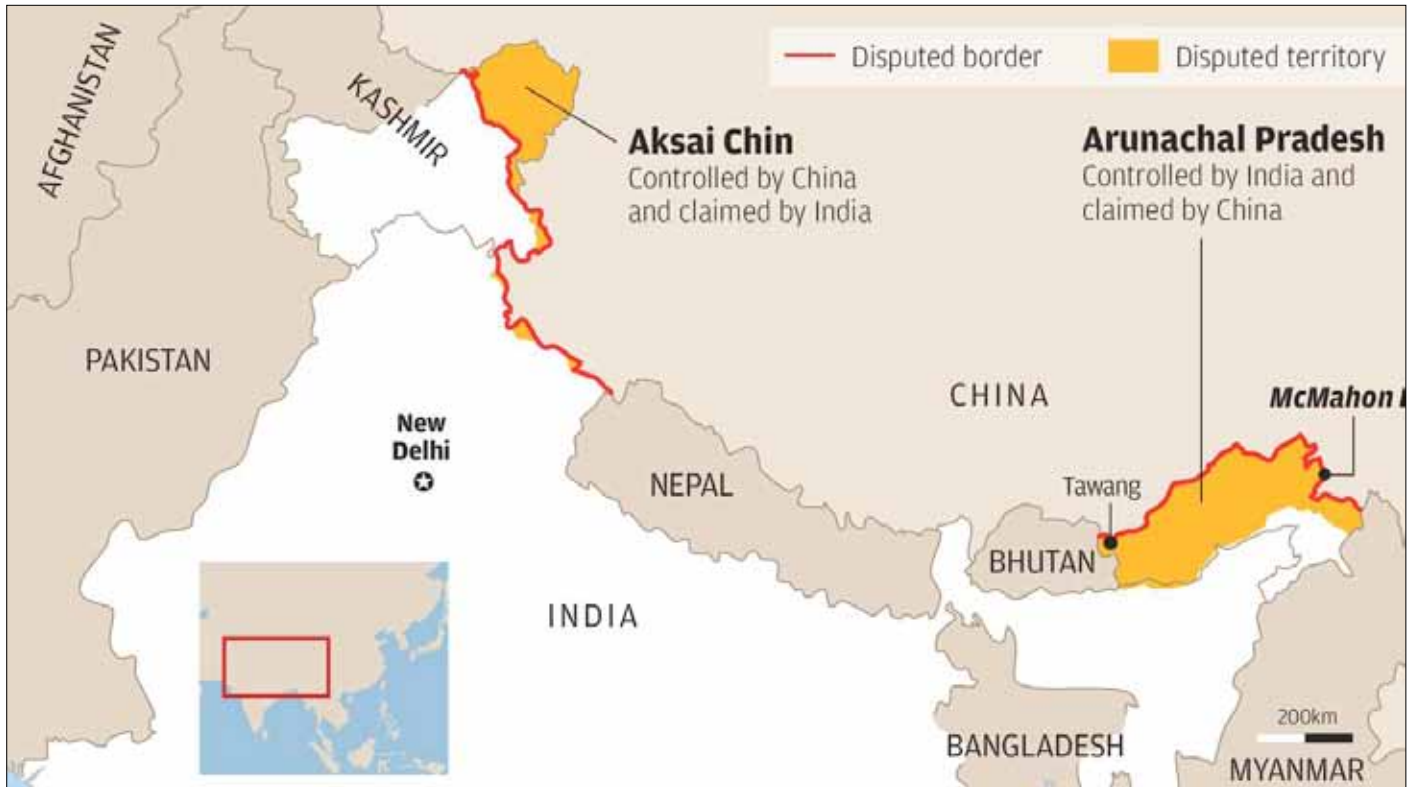 Disputed border
Disputed territory
AFGHANISTAN
KASHMIR
Aksai Chin
Controlled by China
and claimed by India
Arunachal Pradesh
Controlled by India and
claimed by China
PAKISTAN
CHINA
McMahon
New
Delhi
NEPAL
Tawang
BHUTAN
INDIA
200km
BANGLADESH
MYANMAR